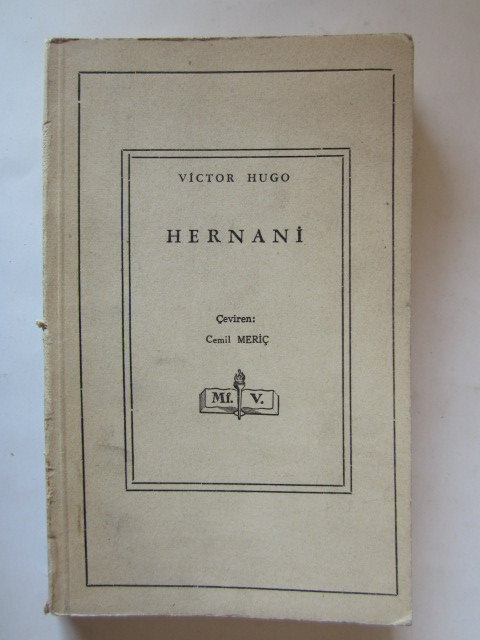 VİCTOR HUGO
HERNANİ
Çeviren:
Cemil MERİÇ
Mf. V.